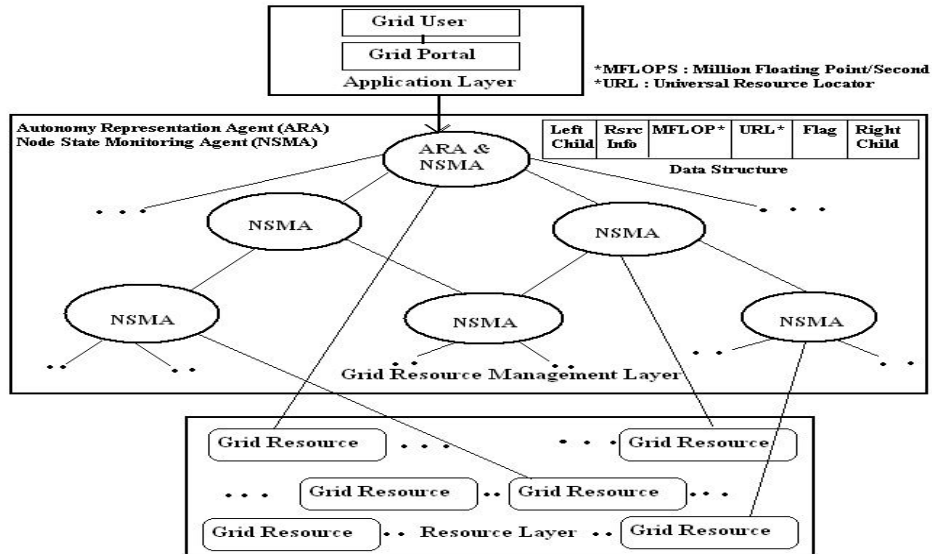 Grid User
Grid Portal
Application Layer
*MFLOPS : Million Floating Point/Second
*URL : Universal Resource Locator
Autonomy Representation Agent (ARA)
Node State Monitoring Agent (NSMA)
Left Child
Rsrc Info
MFLOP*
URL*
Flag
Right Child
Data Structure
ARA &
NSMA
NSMA
NSMA
NSMA
NSMA
NSMA
Grid Resource Management Layer
Grid Resource
Grid Resource
Grid Resource
Grid Resource
Grid Resource
Resource Layer
Grid Resource